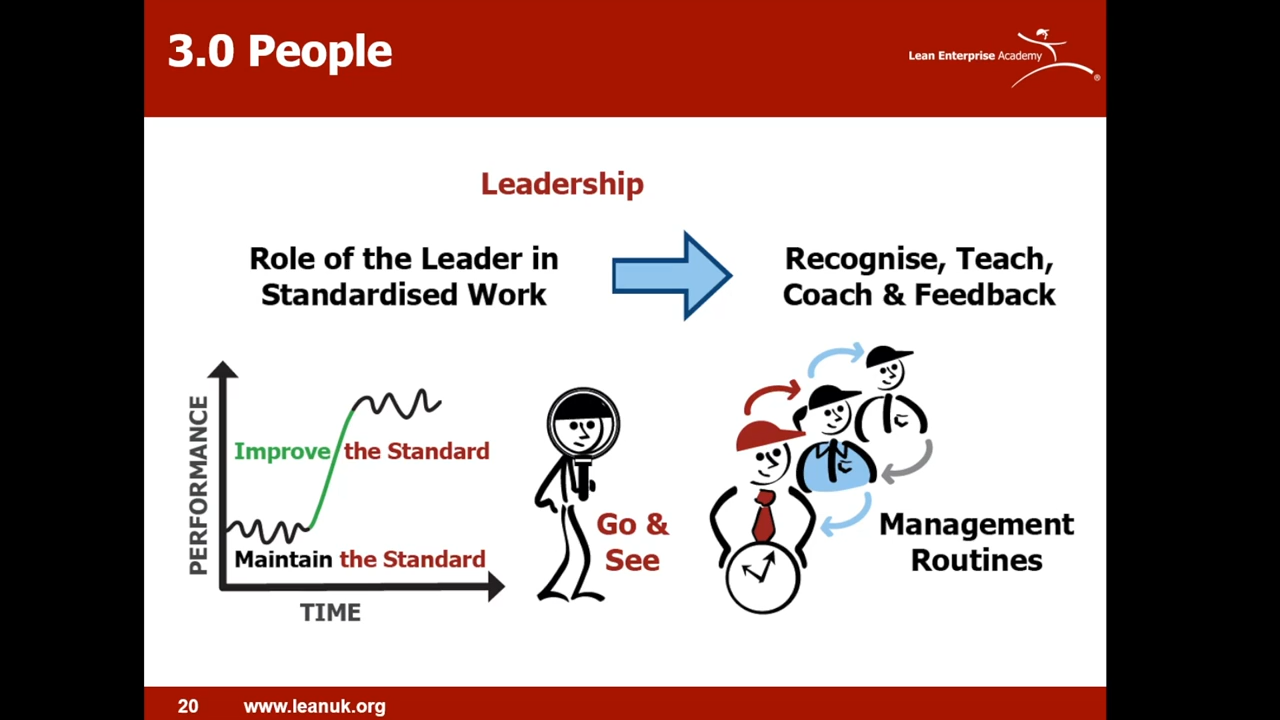 3.0 People
Lean Enterprise Academy
®
Leadership
Role of the Leader in
Standardised Work
Recognise, Teach,
Coach & Feedback
PERFORMANCE
Improve the Standard
Maintain the Standard
TIME
Go &
See
Management
Routines
20
www.leanuk.org